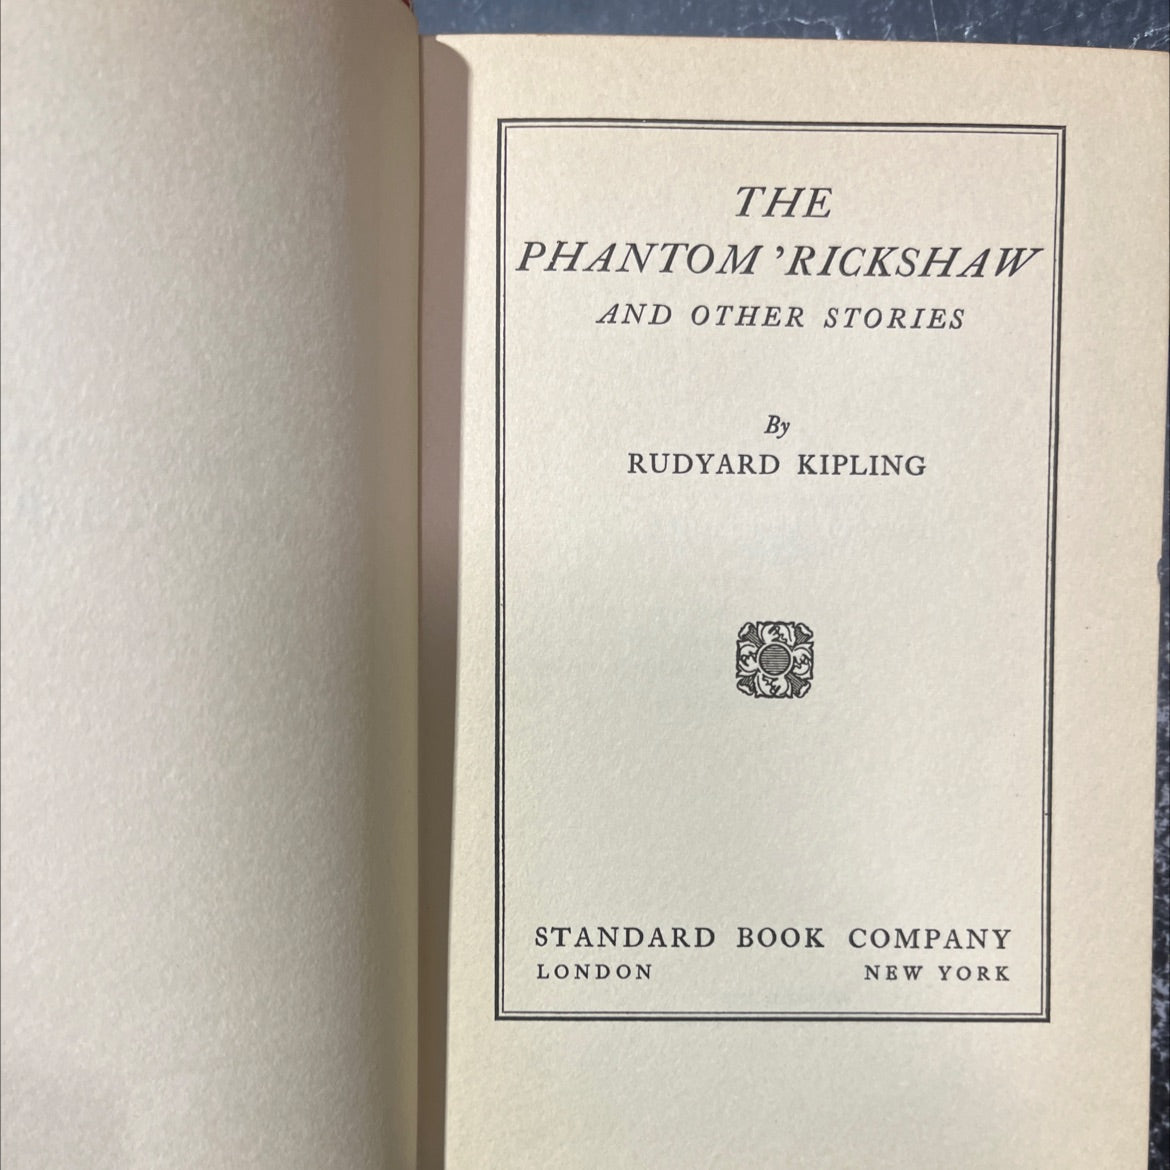 THE
PHANTOM ’RICKSHAW
AND OTHER STORIES
By
RUDYARD KIPLING
STANDARD BOOK COMPANY
LONDON NEW YORK